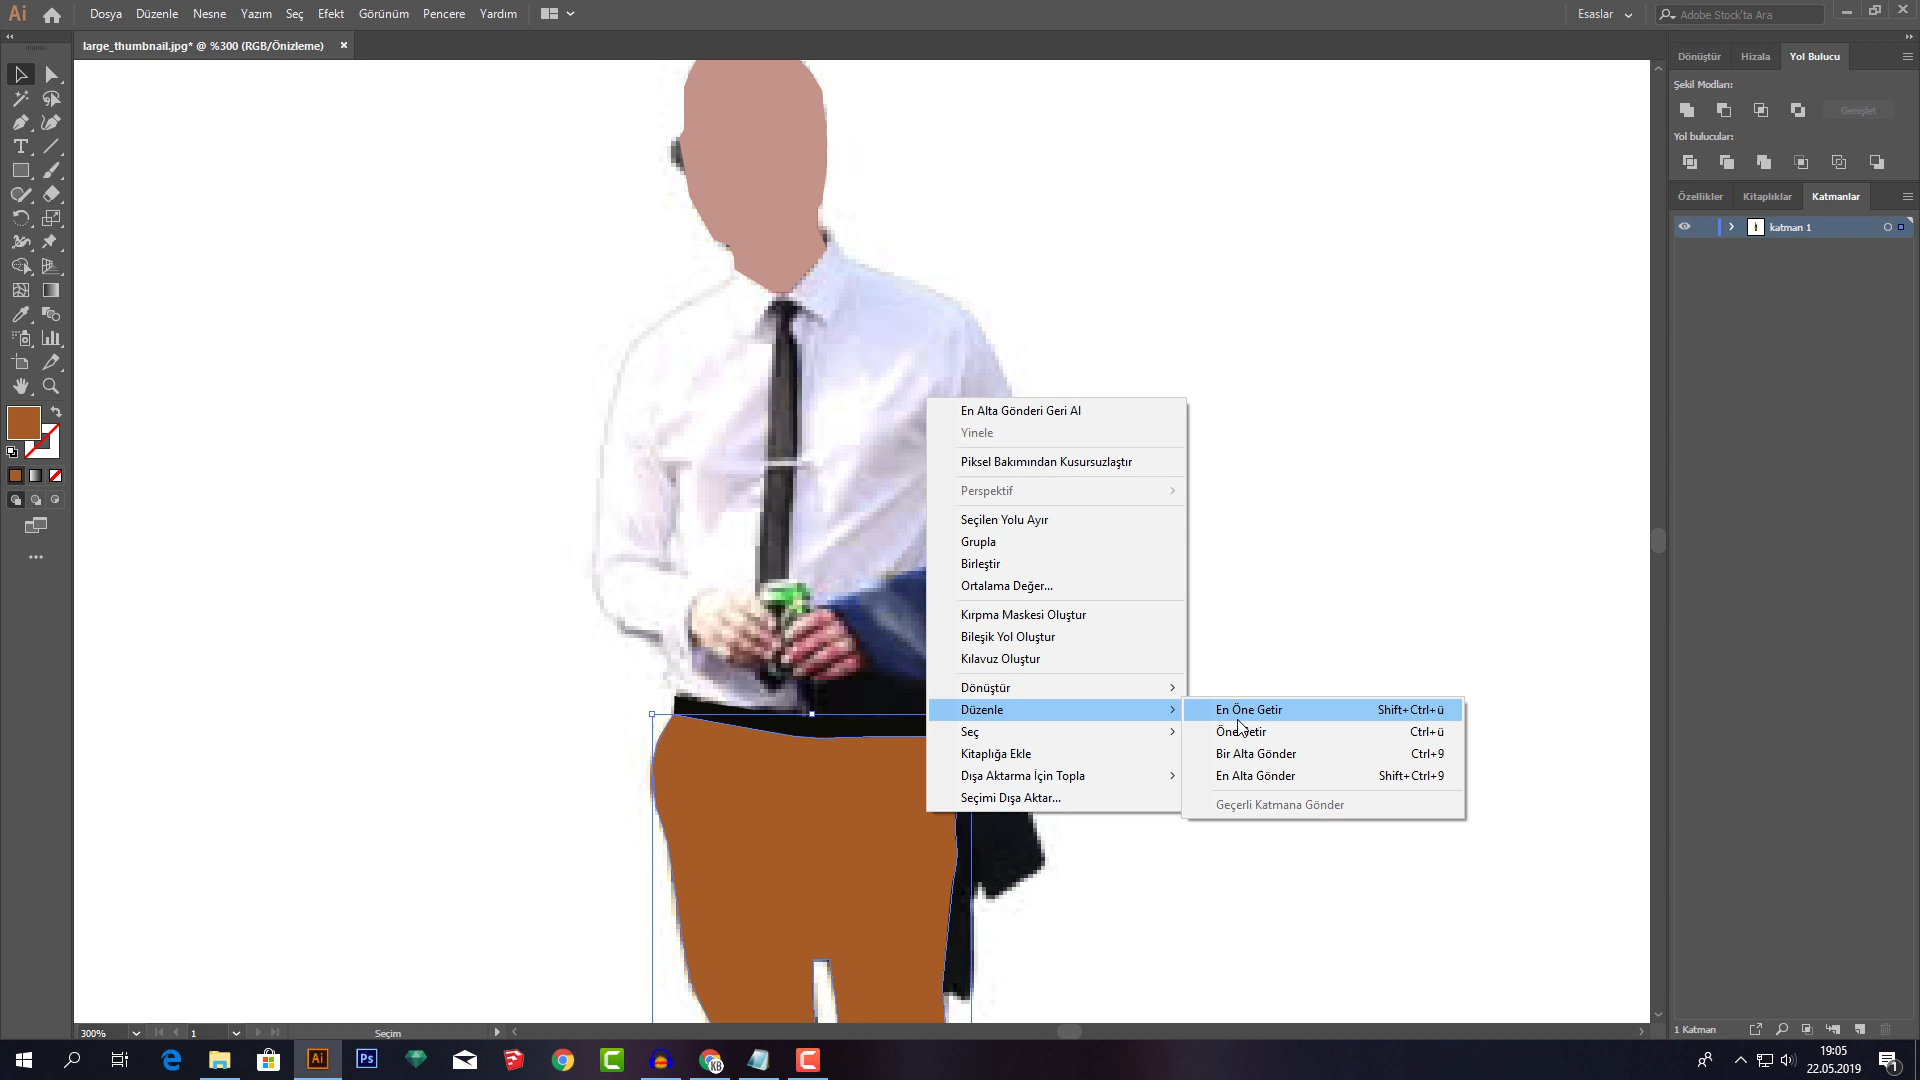 Ai
Dosya Düzenle Nesne Yazım Seç Efekt Görünüm Pencere Yardım
Esaslar
Adobe Stock'ta Ara
large_thumbnail.jpg* @ %300 (RGB/Önizleme)
Dönüştür Hizala Yol Bulucu
Şekil Modları:
Genişlet
Yol bulucular:
Özellikler Kitaplıklar Katmanlar
katman 1
En Alta Gönderi Geri Al
Yinele
Piksel Bakımından Kusursuzlaştır
Perspektif
Seçilen Yolu Ayır
Grupla
Birleştir
Ortalama Değer...
Kırpma Maskesi Oluştur
Bileşik Yol Oluştur
Kılavuz Oluştur
Dönüştür
Düzenle
Seç
Kitaplığa Ekle
Dışa Aktarma İçin Topla
Seçimi Dışa Aktar...
En Öne Getir Shift+Ctrl+ü
Öne Getir Ctrl+ü
Bir Alta Gönder Ctrl+9
En Alta Gönder Shift+Ctrl+9
Geçerli Katmana Gönder
300% 1 Seçim
1 Katman
Ai Ps KB
19:05
22.05.2019
1